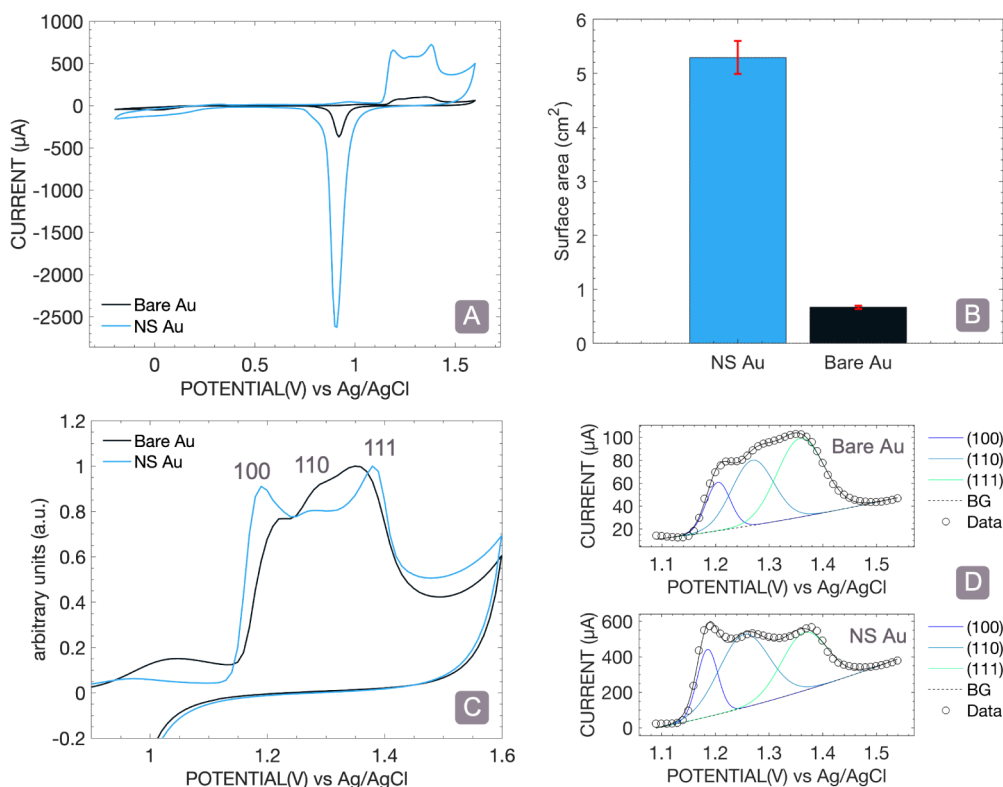 1000
500
0
-500
-1000
-1500
-2000
-2500
CURRENT (µA)
Bare Au
NS Au
A
0
0.5
1
1.5
POTENTIAL(V) vs Ag/AgCl
6
5
4
3
2
1
0
Surface area (cm2)
B
NS Au
Bare Au
1.2
1
0.8
0.6
0.4
0.2
0
-0.2
arbitrary units (a.u.)
Bare Au
NS Au
100
110
111
C
1
1.2
1.4
1.6
POTENTIAL(V) vs Ag/AgCl
100
80
60
40
20
CURRENT (µA)
Bare Au
1.1
1.2
1.3
1.4
1.5
POTENTIAL(V) vs Ag/AgCl
(100)
(110)
(111)
BG
Data
D
600
400
200
0
CURRENT (µA)
NS Au
1.1
1.2
1.3
1.4
1.5
POTENTIAL(V) vs Ag/AgCl
(100)
(110)
(111)
BG
Data